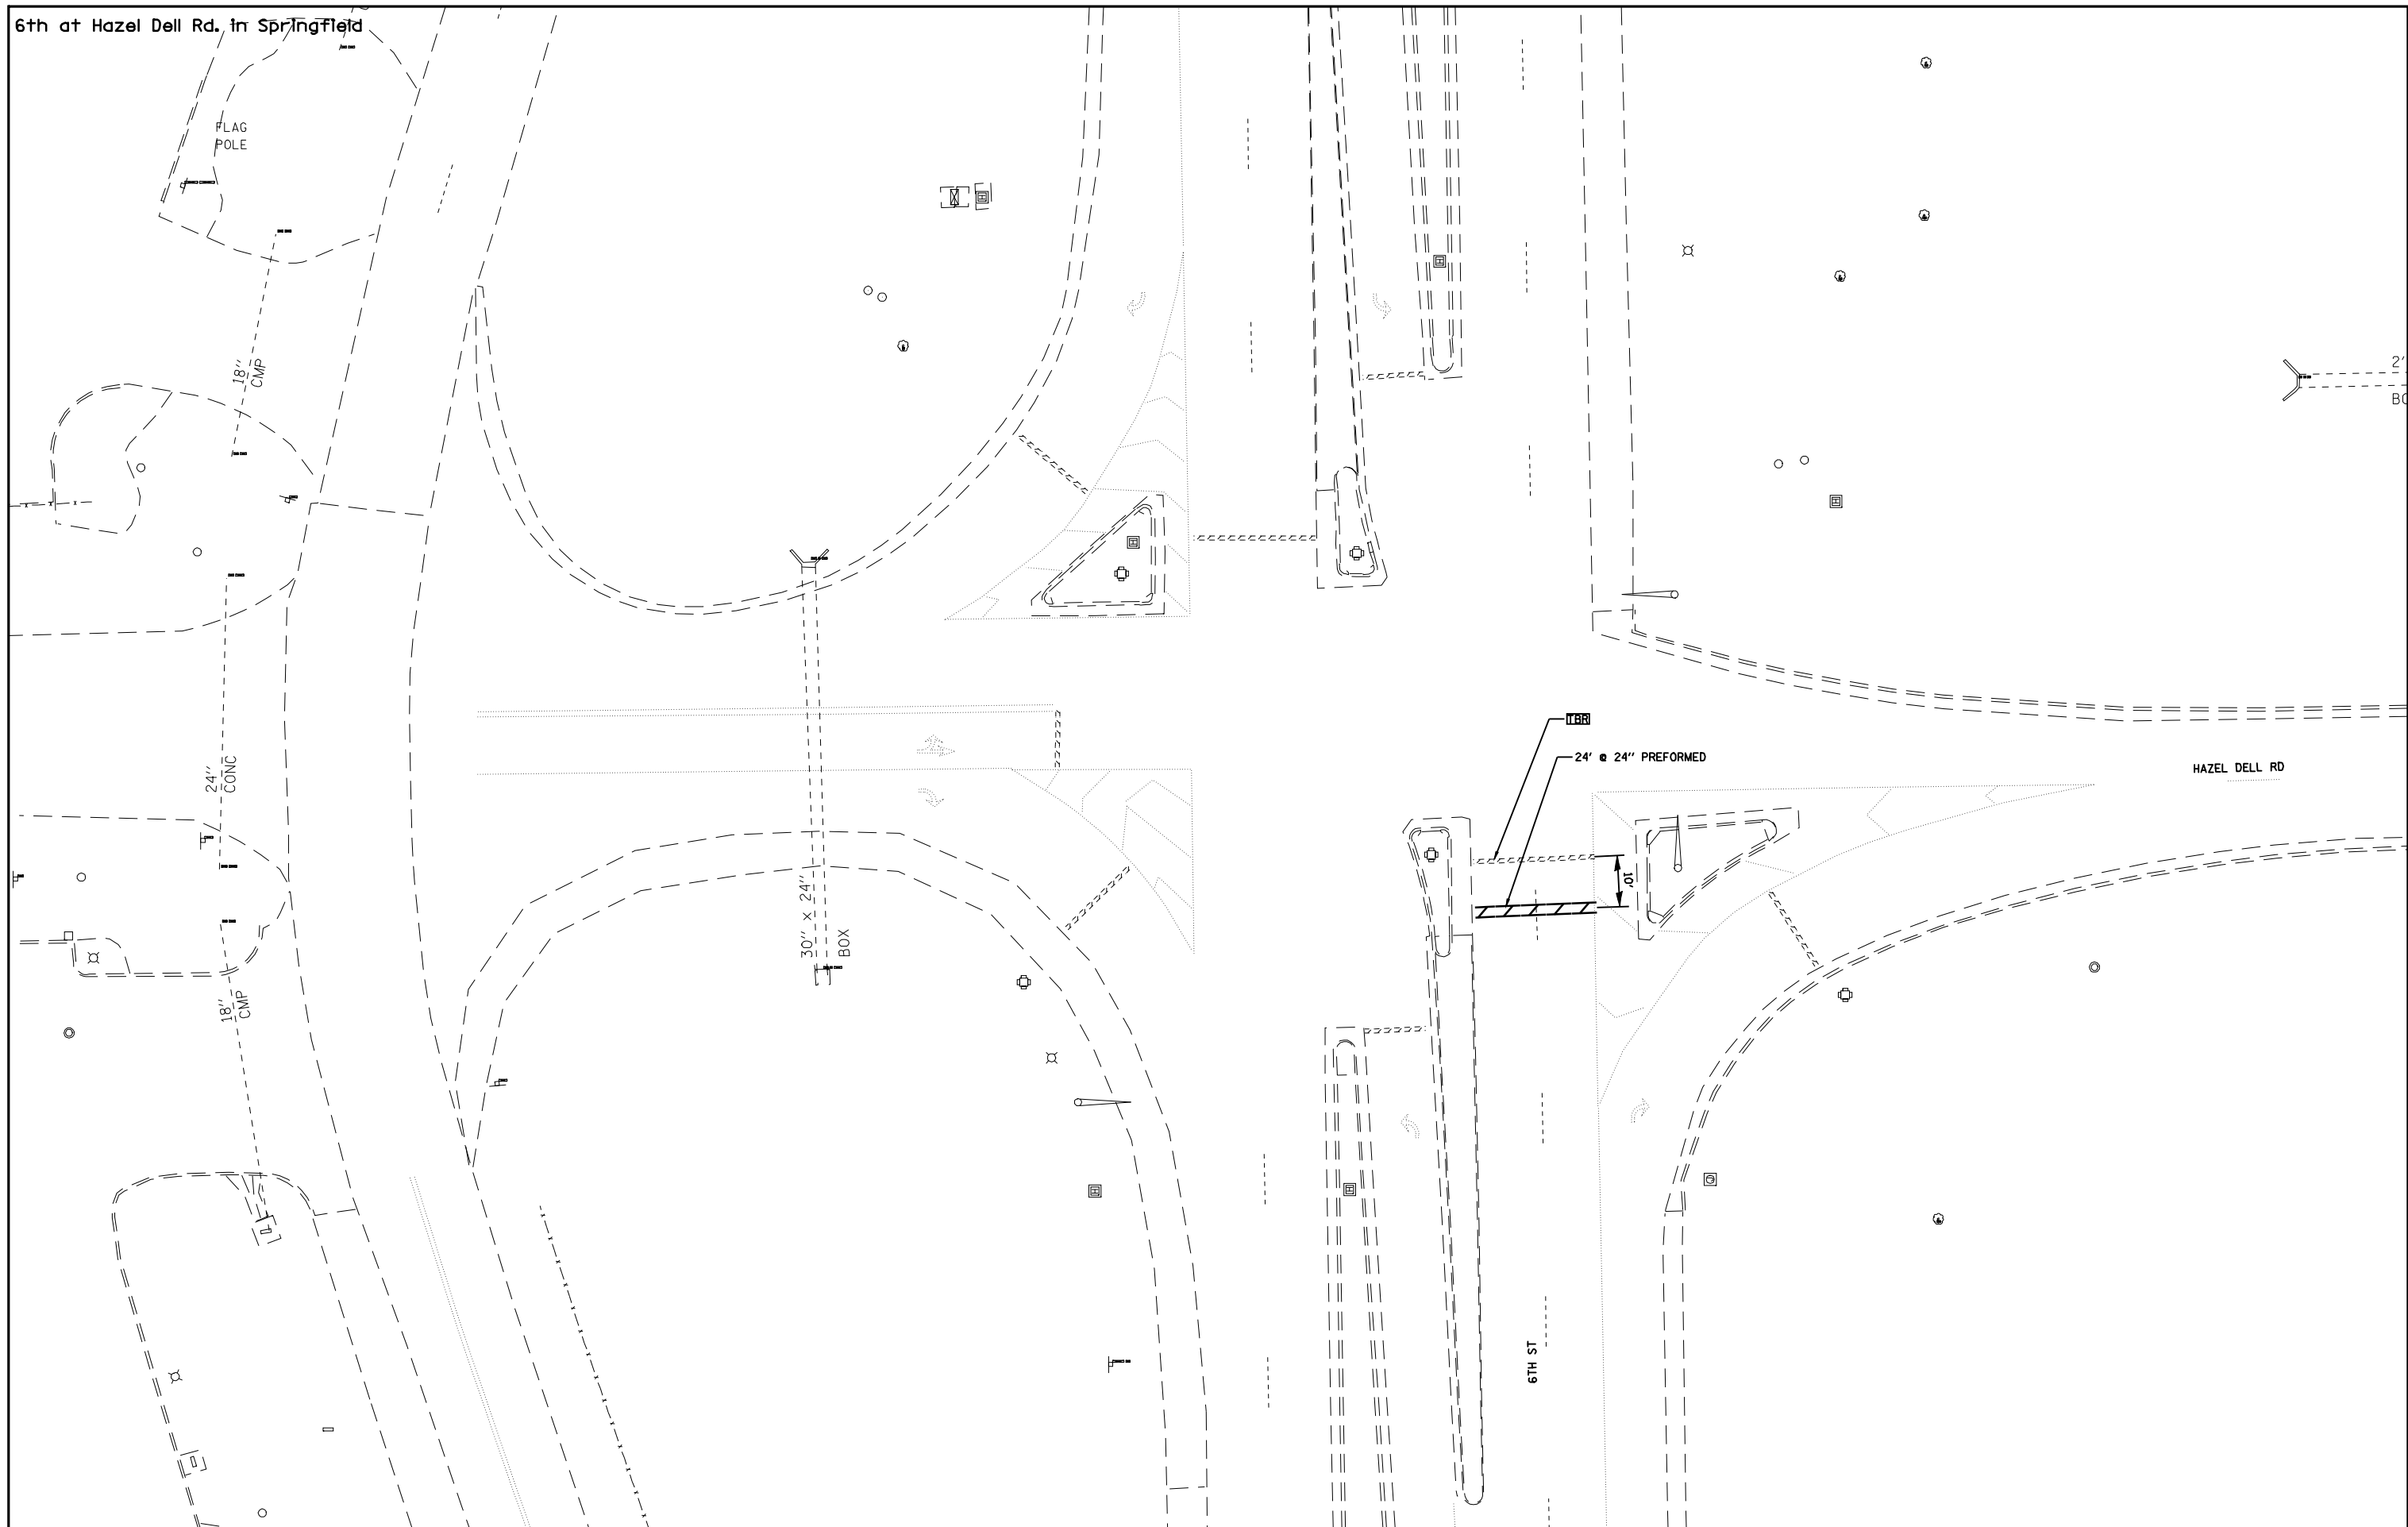 6th at Hazel Dell Rd. in Springfield
FLAG
POLE
18"
CMP
2'
24"
CONC
TBR
24' @ 24" PREFORMED
HAZEL DELL RD
10'
30" x 24"
BOX
18"
CMP
6TH ST